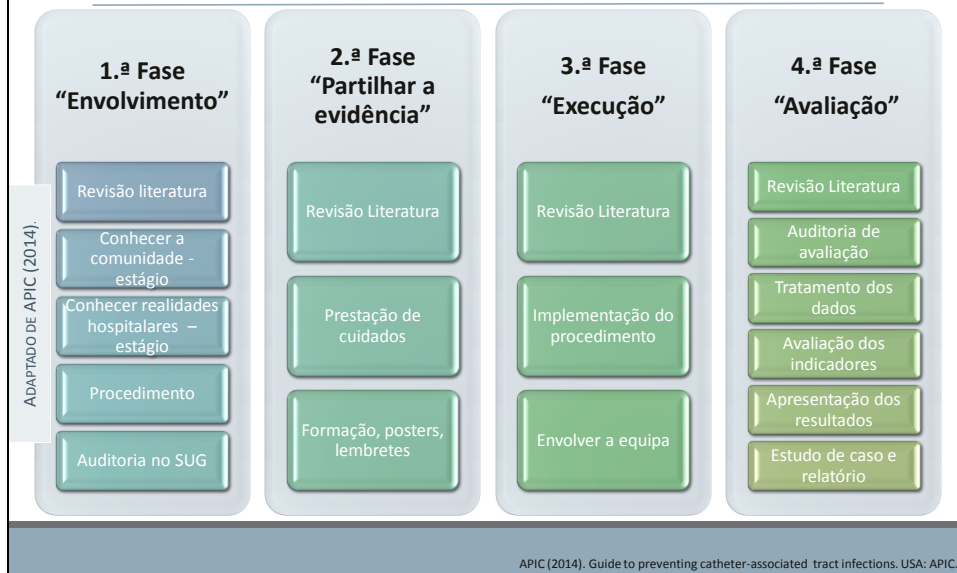 1.ª Fase
“Envolvimento”
Revisão literatura
Conhecer a
comunidade -
estágio
Conhecer realidades
hospitalares –
estágio
Procedimento
Auditoria no SUG
2.ª Fase
“Partilhar a
evidência”
Revisão Literatura
Prestação de
cuidados
Formação, posters,
lembretes
3.ª Fase
“Execução”
Revisão Literatura
Implementação do
procedimento
Envolver a equipa
4.ª Fase
“Avaliação”
Revisão Literatura
Auditoria de
avaliação
Tratamento dos
dados
Avaliação dos
indicadores
Apresentação dos
resultados
Estudo de caso e
relatório
ADAPTADO DE APIC (2014).
APIC (2014). Guide to preventing catheter-associated tract infections. USA: APIC.